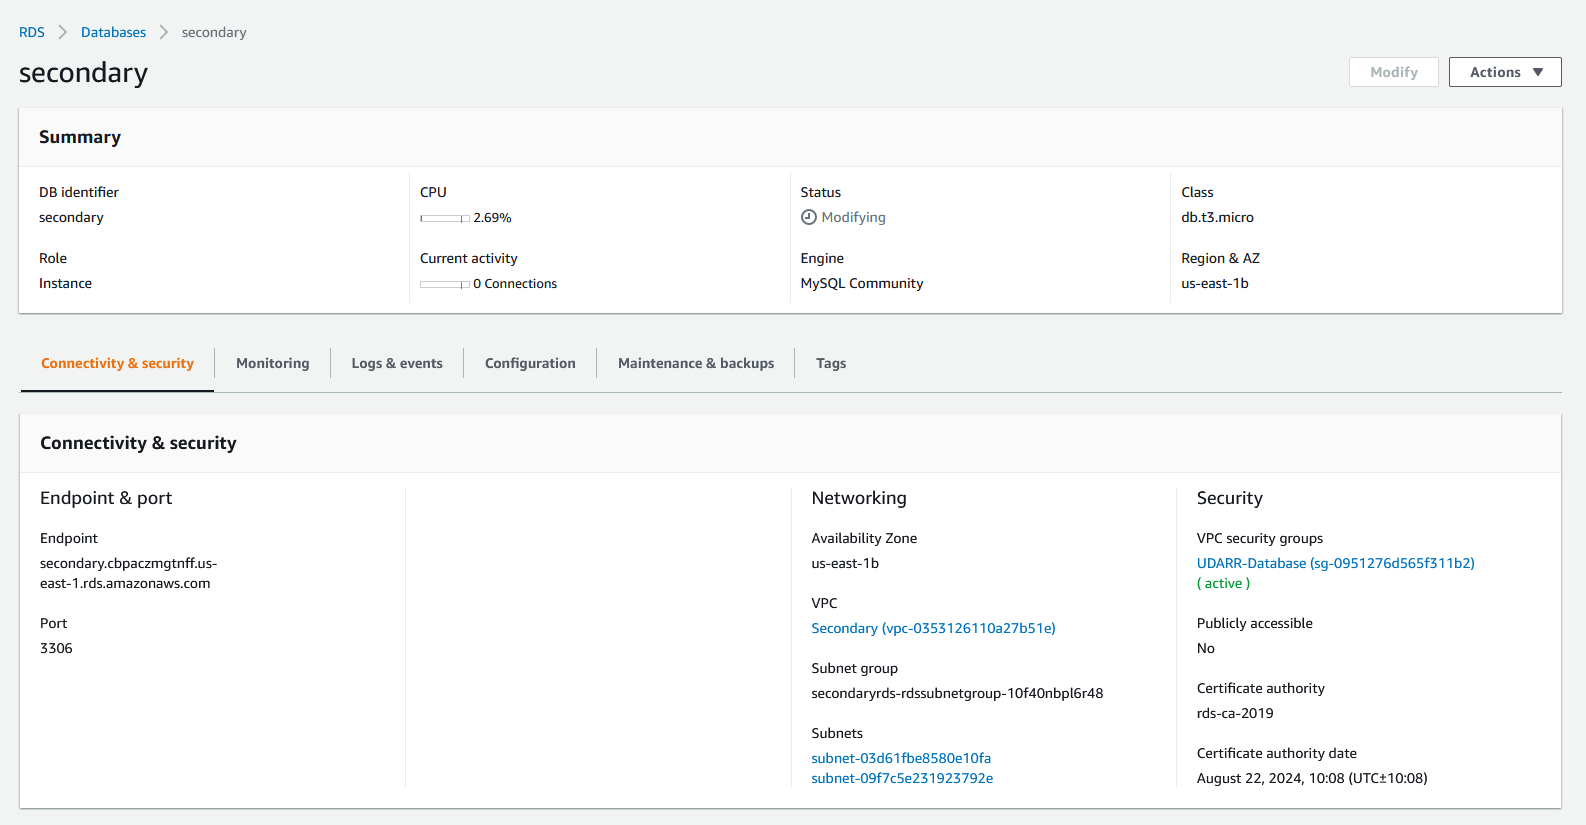 RDS
Databases
secondary
secondary
Modify
Actions
Summary
DB identifier
secondary
CPU
2.69%
Status
Modifying
Class
db.t3.micro
Role
Instance
Current activity
0 Connections
Engine
MySQL Community
Region & AZ
us-east-1b
Connectivity & security
Monitoring
Logs & events
Configuration
Maintenance & backups
Tags
Connectivity & security
Endpoint & port
Endpoint
secondary.cbpaczmgtnff.us-
east-1.rds.amazonaws.com
Port
3306
Networking
Availability Zone
us-east-1b
VPC
Secondary (vpc-0353126110a27b51e)
Subnet group
secondaryrds-rdssubnetgroup-10f40nbpl6r48
Subnets
subnet-03d61fbe8580e10fa
subnet-09f7c5e231923792e
Security
VPC security groups
UDARR-Database (sg-0951276d565f311b2)
( active )
Publicly accessible
No
Certificate authority
rds-ca-2019
Certificate authority date
August 22, 2024, 10:08 (UTC±10:08)